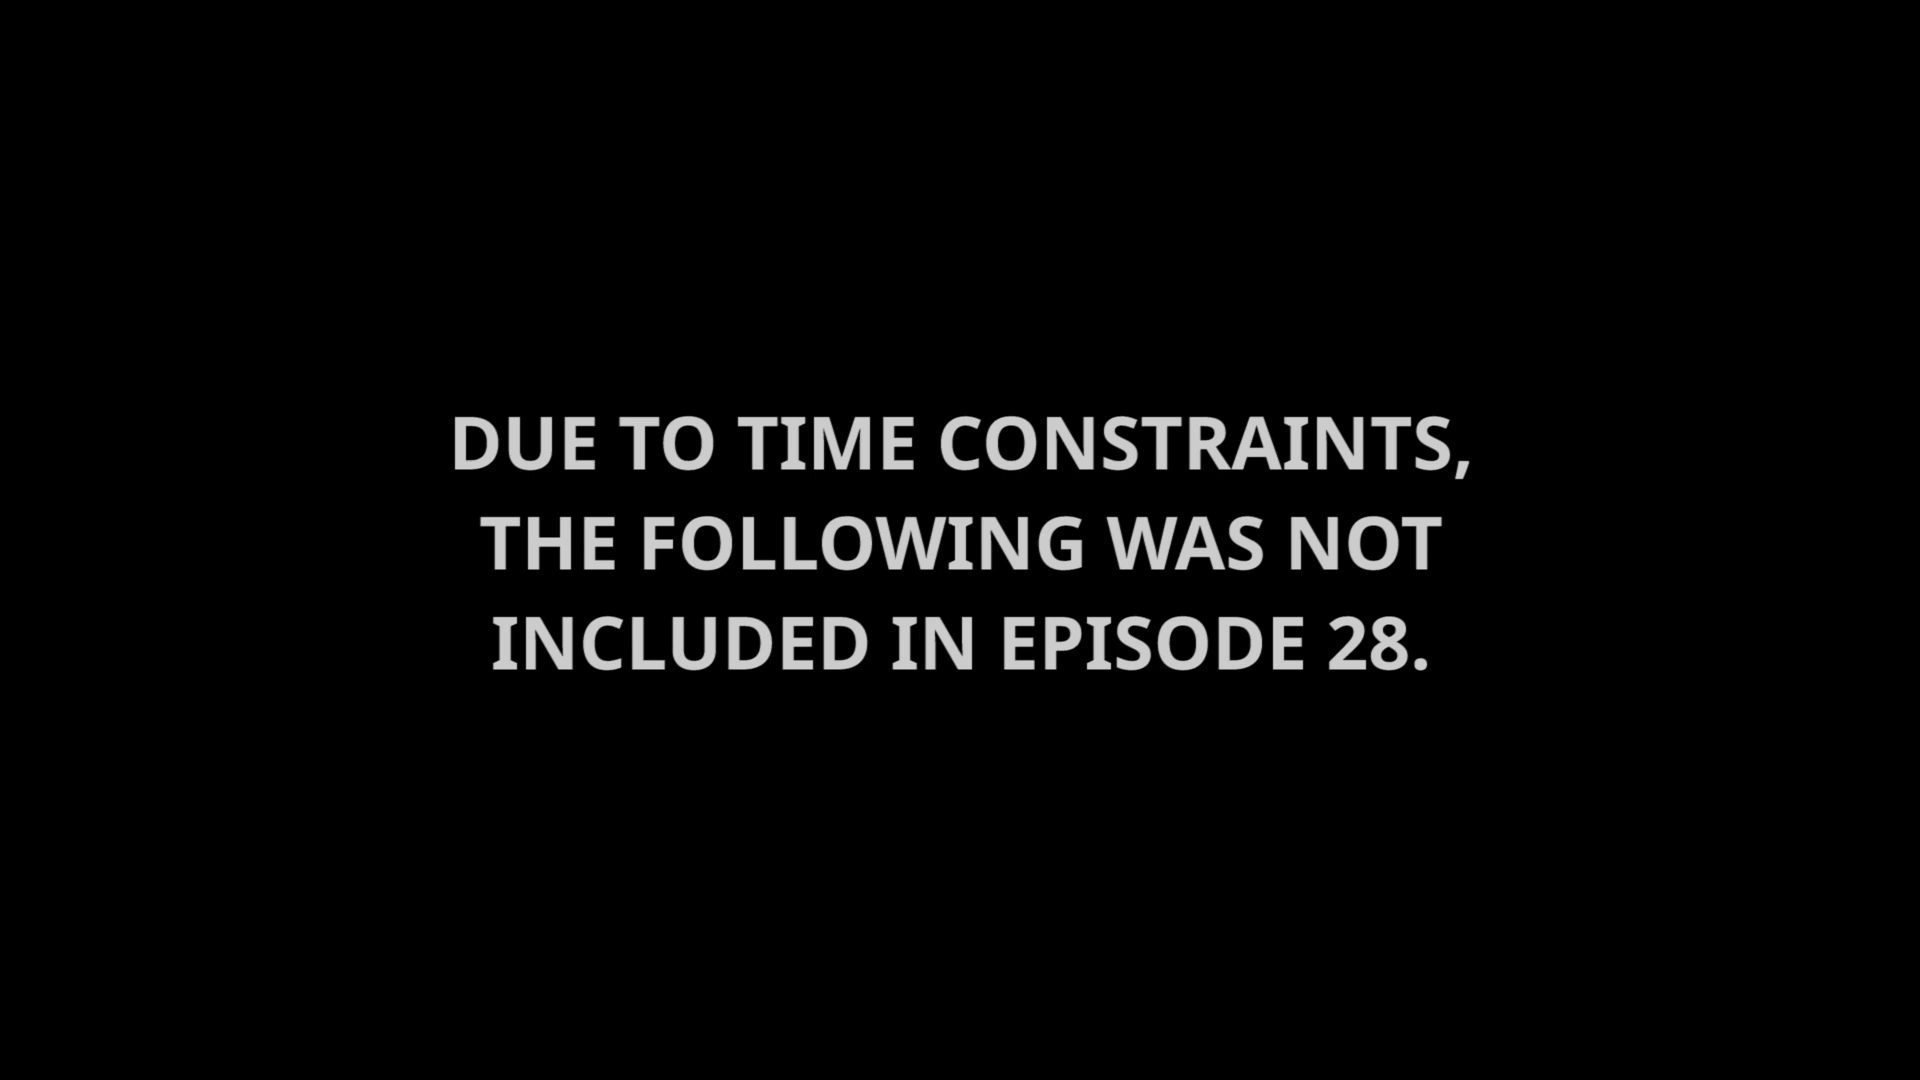 DUE TO TIME CONSTRAINTS,
THE FOLLOWING WAS NOT
INCLUDED IN EPISODE 28.